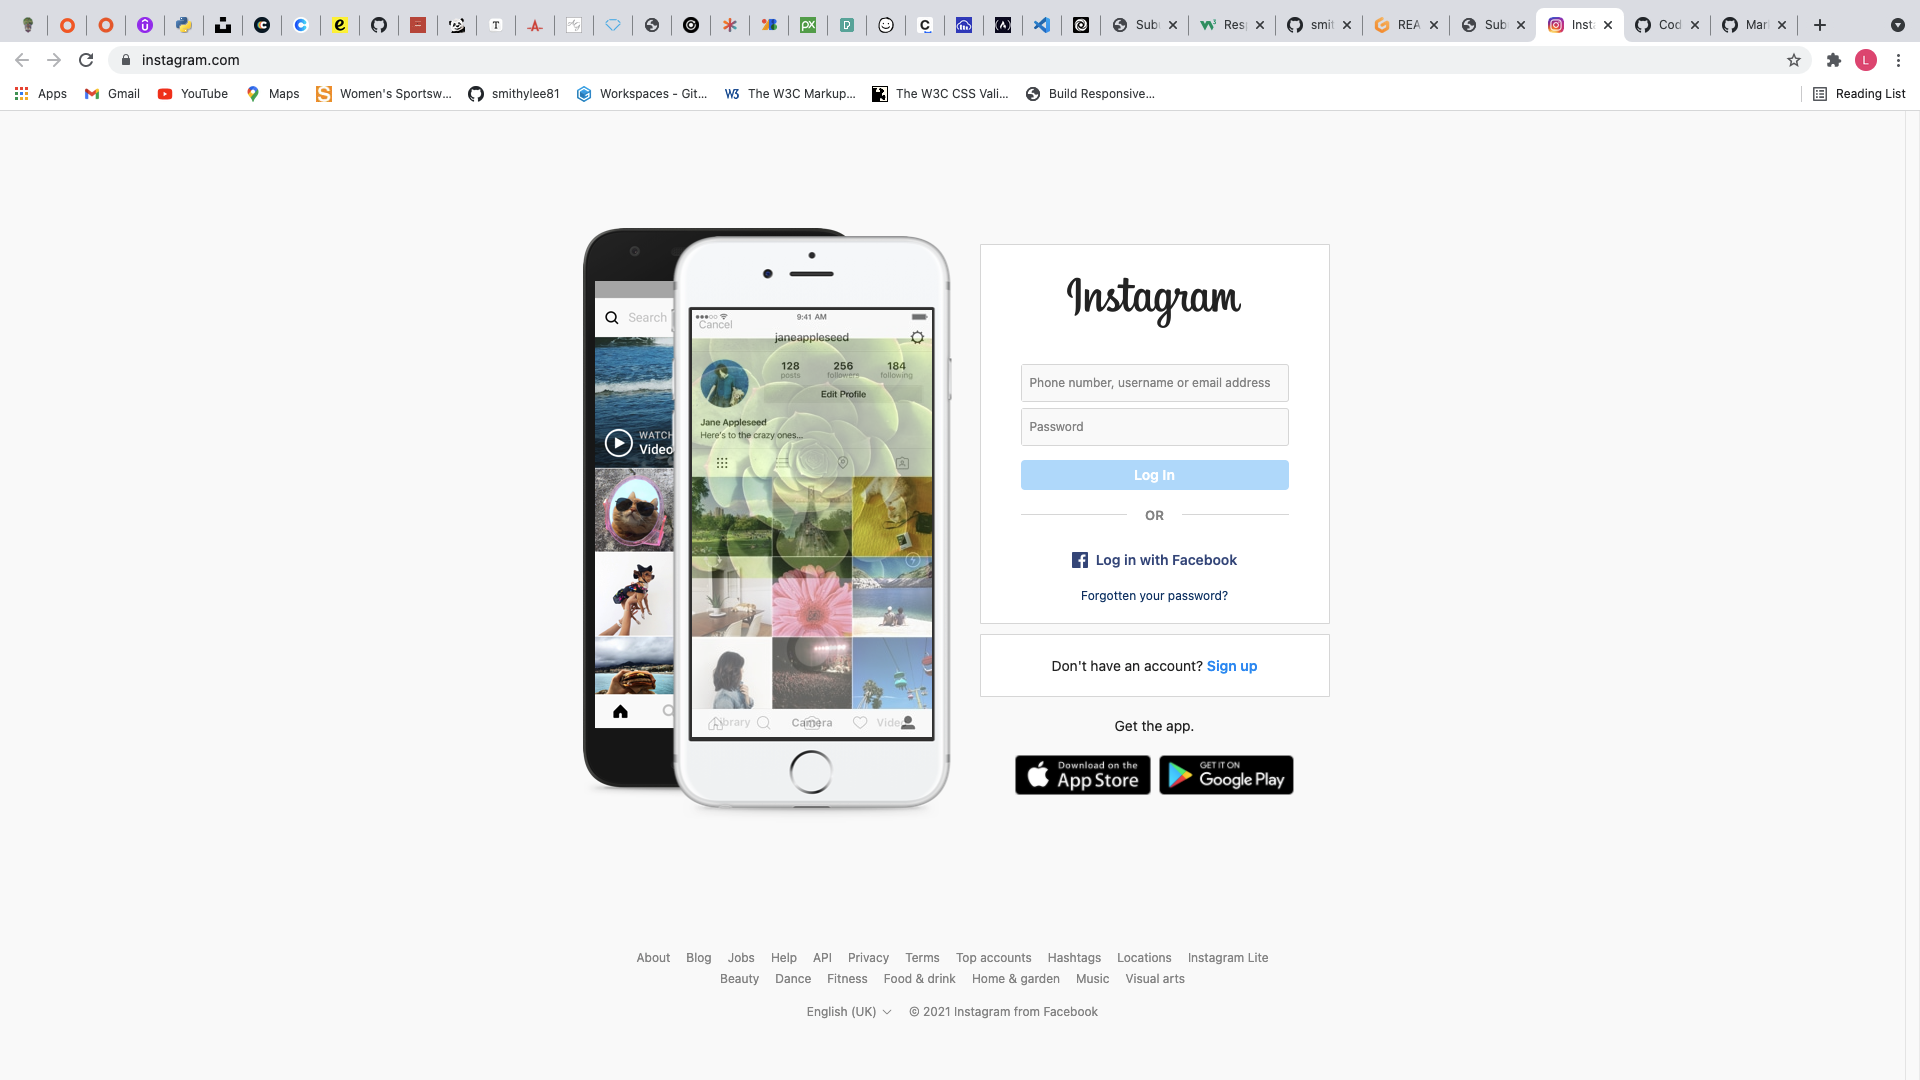 Sub
Res
smit
REA
Sub
Inst
Cod
Mar
instagram.com
L
Apps
Gmail
YouTube
Maps
Women's Sportsw...
smithylee81
Workspaces - Git...
W3 The W3C Markup...
The W3C CSS Vali...
Build Responsive...
Reading List
Search
WATCH
Video
9:41 AM
Cancel
janeappleseed
128 256 184
posts followers following
Edit Profile
Jane Appleseed
Here's to the crazy ones...
Library Camera Vide
Instagram
Phone number, username or email address
Password
Log In
OR
Log in with Facebook
Forgotten your password?
Don't have an account? Sign up
Get the app.
Download on the
App Store
GET IT ON
Google Play
About Blog Jobs Help API Privacy Terms Top accounts Hashtags Locations Instagram Lite
Beauty Dance Fitness Food & drink Home & garden Music Visual arts
English (UK) © 2021 Instagram from Facebook